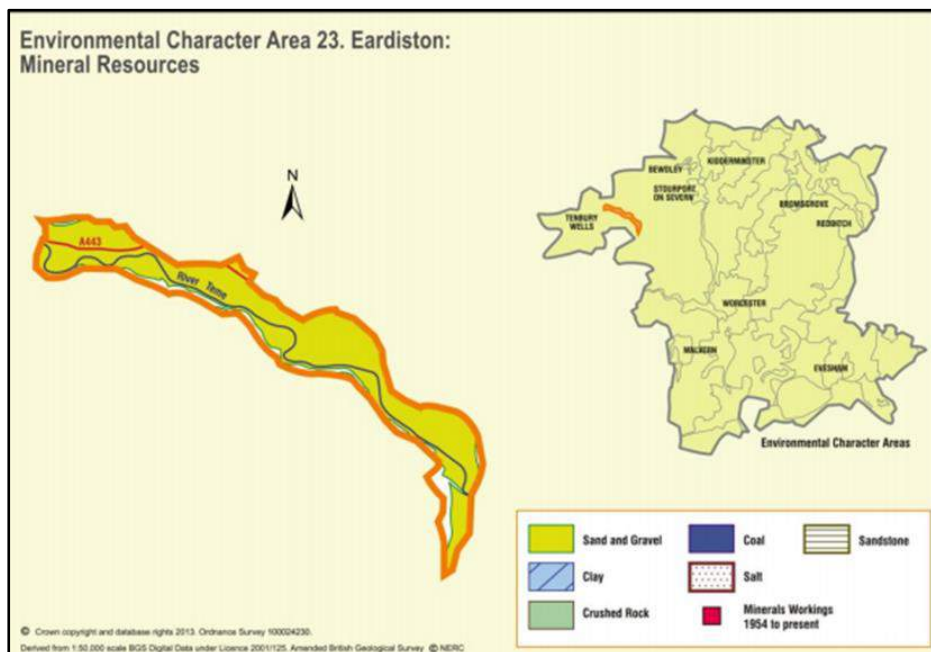 Environmental Character Area 23. Eardiston:
Mineral Resources
N
A443
River Teme
BEWDLEY
KIDDERMINSTER
STOURPORT
ON SEVERN
BROMSGROVE
REDDITCH
TENBURY
WELLS
WORCESTER
MALVERN
EVESHAM
Environmental Character Areas
Sand and Gravel
Coal
Sandstone
Clay
Salt
Crushed Rock
Minerals Workings
1954 to present
© Crown copyright and database rights 2013. Ordnance Survey 100024230.
Derived from 1:50,000 scale BGS Digital Data under Licence 2001/125. Amended British Geological Survey © NERC